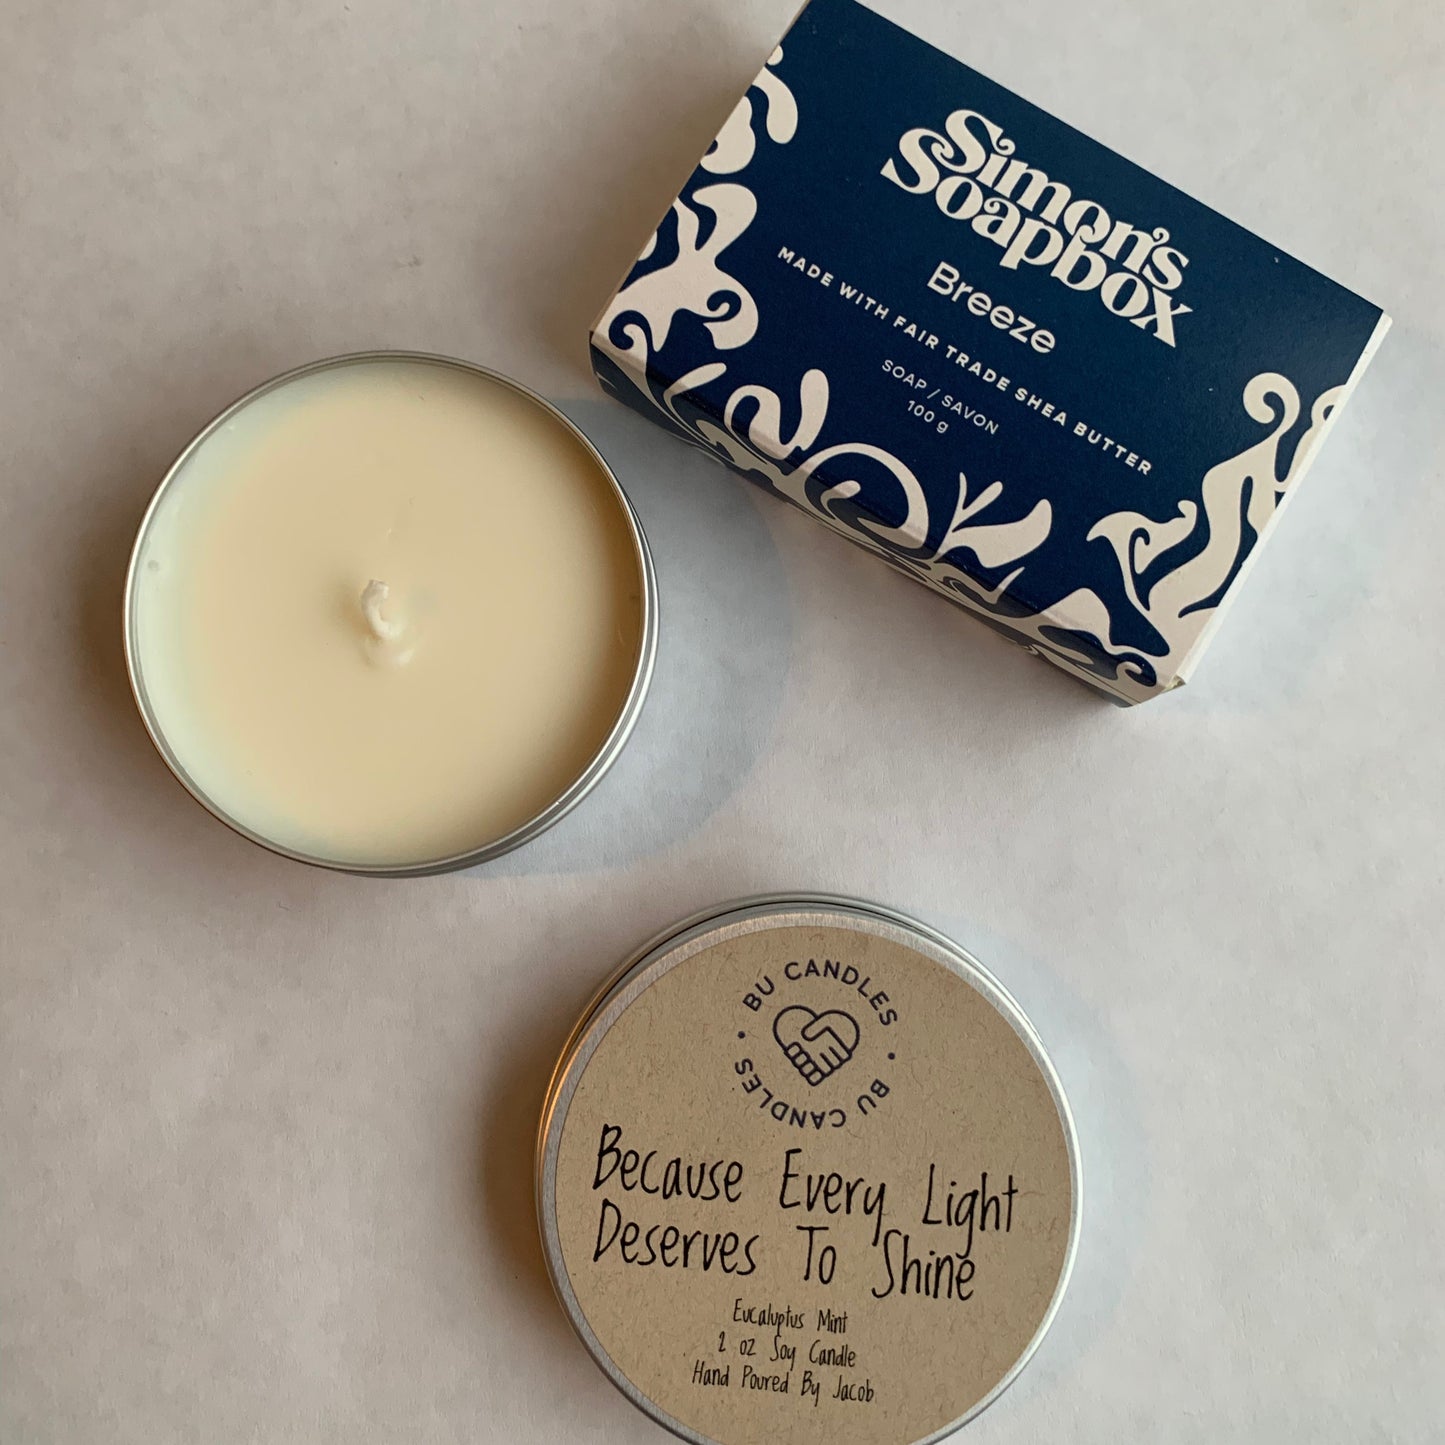 Simon's
Soapbox
Breeze
MADE WITH FAIR TRADE SHEA BUTTER
SOAP / SAVON
100 g
BU CANDLES • BU CANDLES •
Because Every Light
Deserves To Shine
Eucalyptus Mint
2 oz Soy Candle
Hand Poured By Jacob